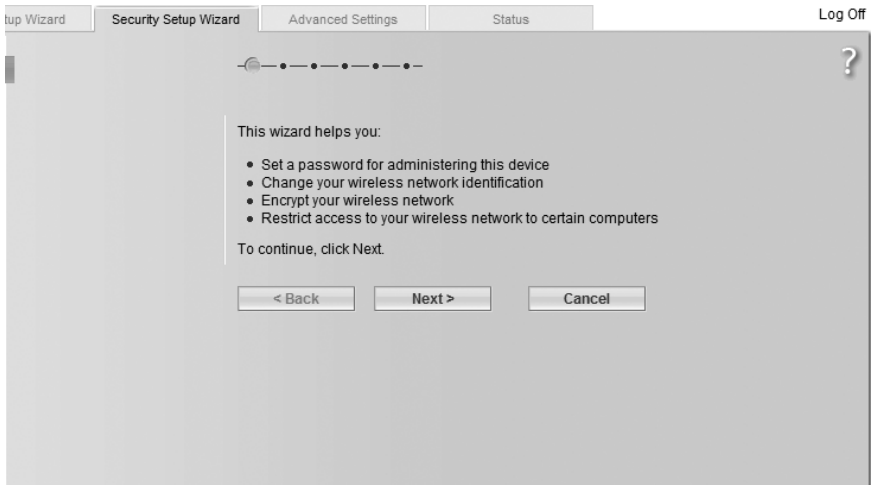 tup Wizard
Security Setup Wizard
Advanced Settings
Status
Log Off
?
This wizard helps you:
• Set a password for administering this device
• Change your wireless network identification
• Encrypt your wireless network
• Restrict access to your wireless network to certain computers
To continue, click Next.
< Back
Next >
Cancel